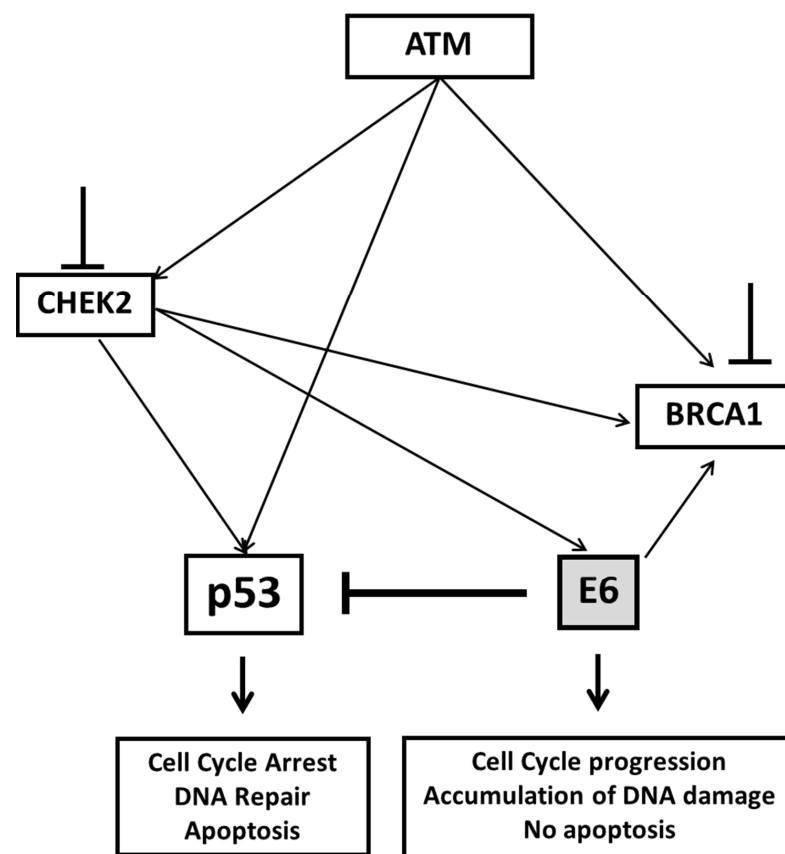 ATM
CHEK2
BRCA1
p53
E6
Cell Cycle Arrest
DNA Repair
Apoptosis
Cell Cycle progression
Accumulation of DNA damage
No apoptosis